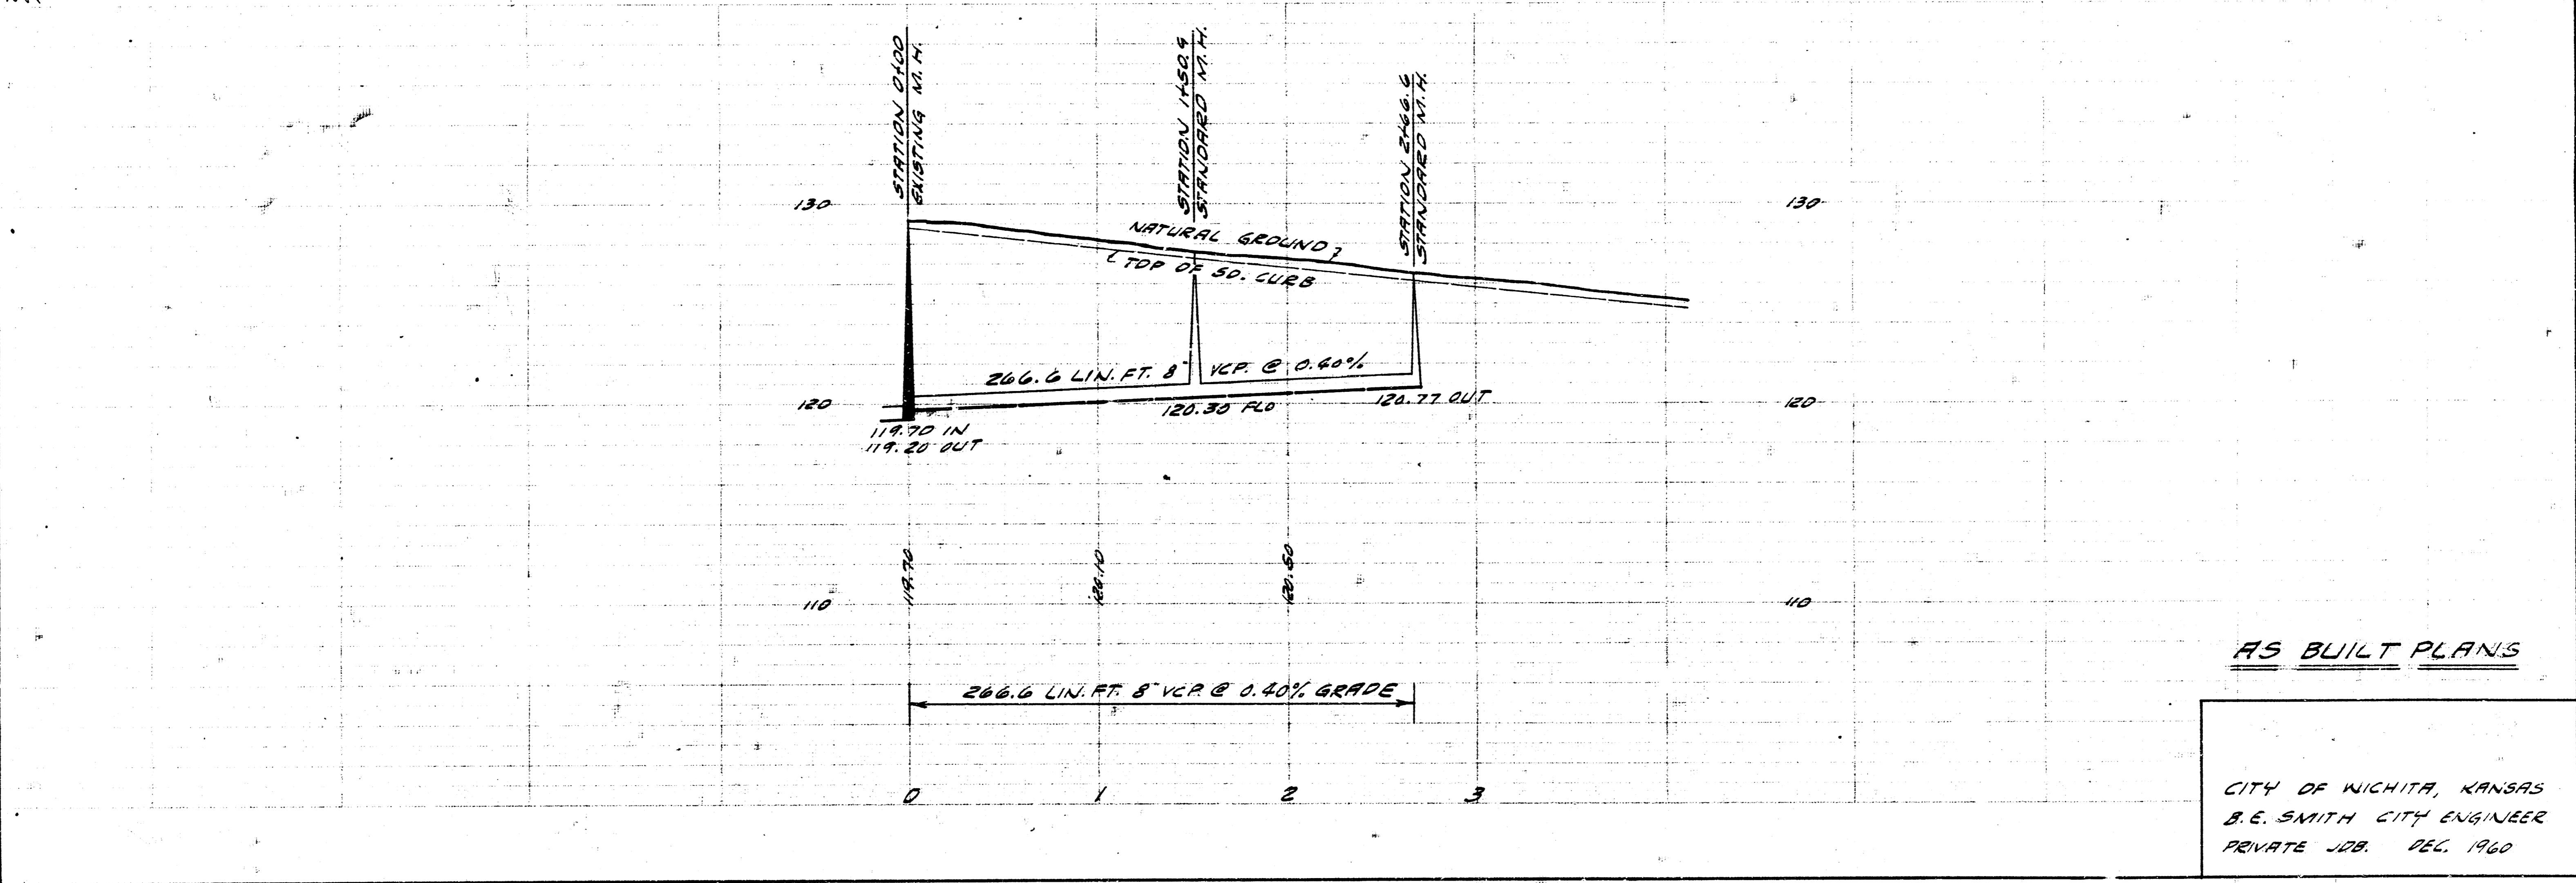 STATION 0+00
EXISTING M.H.
STATION 1+50.9
STANDARD M.H.
STATION 2+66.6
STANDARD M.H.
130
130
NATURAL GROUND
TOP OF SO. CURB
266.6 LIN. FT. 8" VCP. @ 0.40%
120
120.30 FLO
120.77 OUT
120
119.70 IN
119.20 OUT
119.70
120.10
120.50
110
110
AS BUILT PLANS
266.6 LIN. FT. 8" VCP. @ 0.40% GRADE
0
1
2
3
CITY OF WICHITA, KANSAS
B.E. SMITH CITY ENGINEER
PRIVATE JOB. DEC. 1960